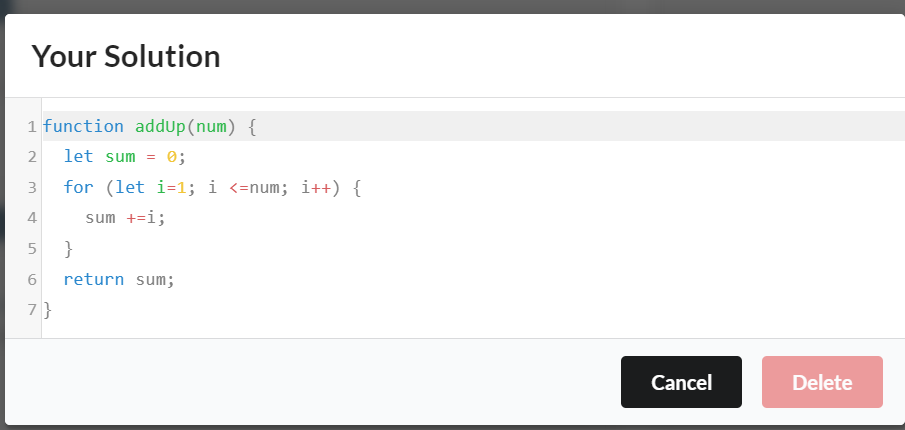 Your Solution
1 function addUp(num) {
2   let sum = 0;
3   for (let i=1; i <=num; i++) {
4     sum +=i;
5   }
6   return sum;
7 }
Cancel Delete